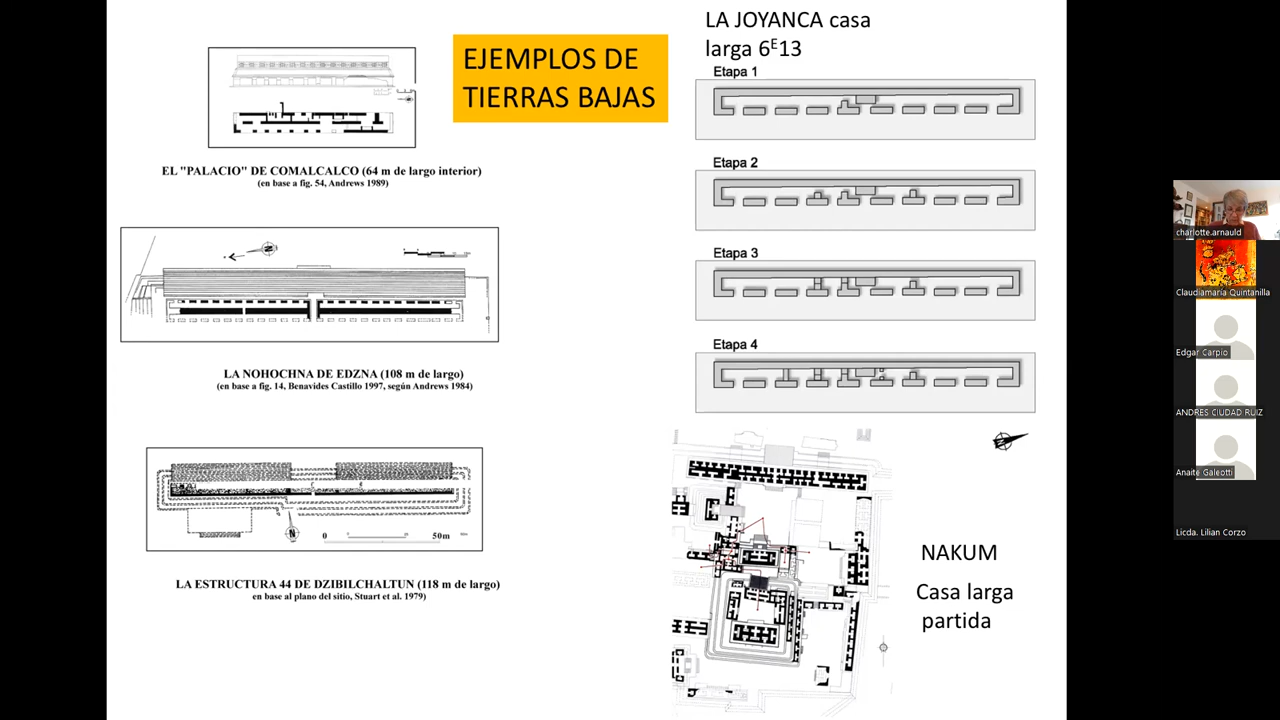 EJEMPLOS DE
TIERRAS BAJAS
EL "PALACIO" DE COMALCALCO (64 m de largo interior)
(en base a fig. 54, Andrews 1989)
N
LA NOHOCHNA DE EDZNA (108 m de largo)
(en base a fig. 14, Benavides Castillo 1997, según Andrews 1984)
N
0 50m
LA ESTRUCTURA 44 DE DZIBILCHALTUN (118 m de largo)
en base al plano del sitio, Stuart et al. 1979)
LA JOYANCA casa
larga 6E13
Etapa 1
Etapa 2
Etapa 3
Etapa 4
NAKUM
Casa larga
partida
charlotte.arnauld
Claudiamaría Quintanilla
Edgar Carpio
ANDRES CIUDAD RUIZ
Anaite Galeotti
Licda. Lilian Corzo